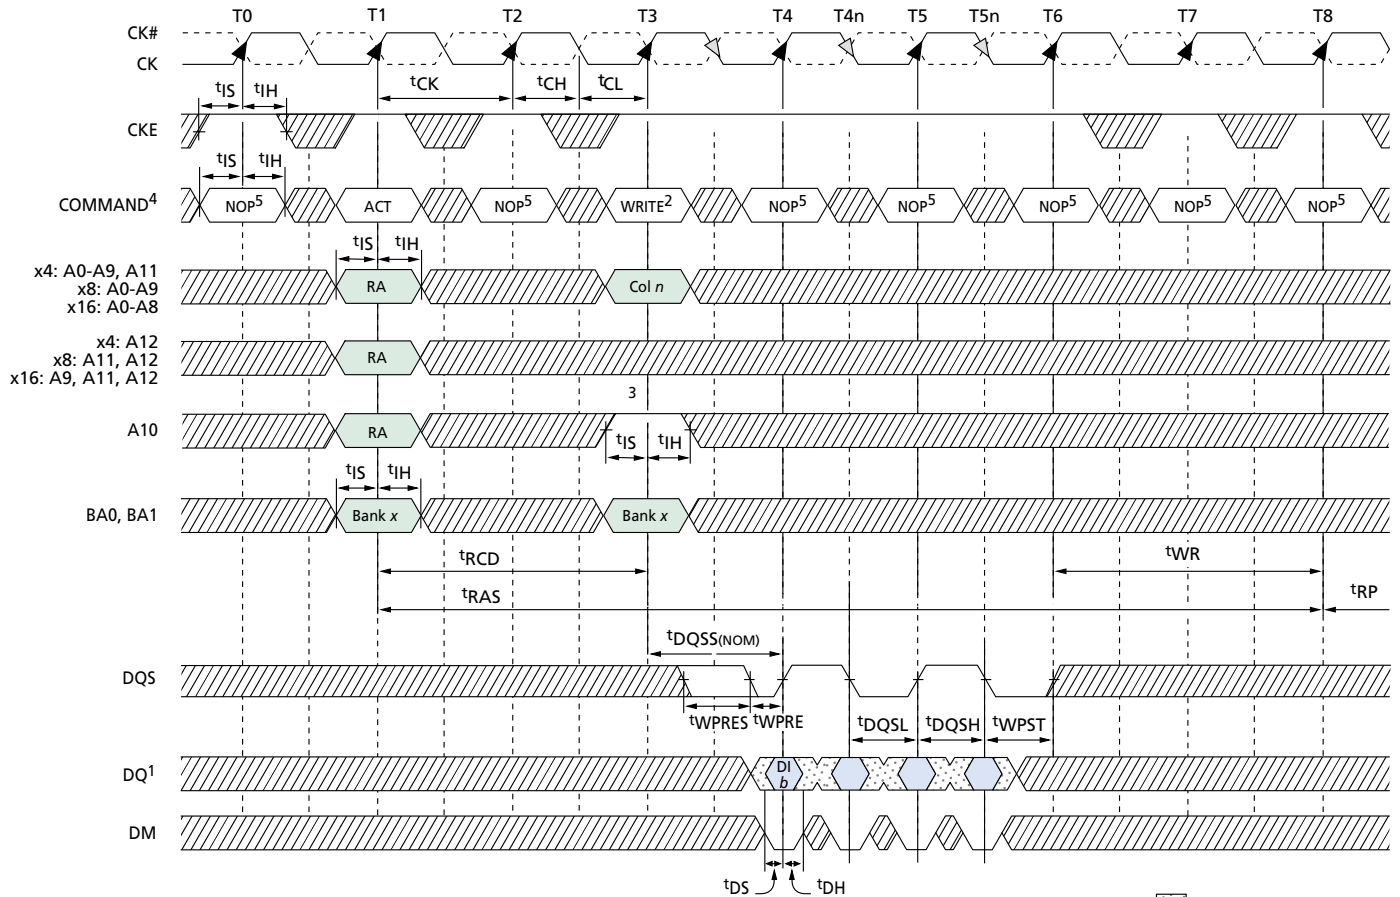 T0 T1 T2 T3 T4 T4n T5 T5n T6 T7 T8
CK#
CK
tCK tCH tCL
tIS tIH
CKE
tIS tIH
COMMAND4 NOP5 ACT NOP5 WRITE2 NOP5 NOP5 NOP5 NOP5 NOP5
tIS tIH
x4: A0-A9, A11
x8: A0-A9 RA Col n
x16: A0-A8
x4: A12
x8: A11, A12 RA
x16: A9, A11, A12
3
A10 RA
tIS tIH
tIS tIH
BA0, BA1 Bank x Bank x
tRCD tWR
tRAS tRP
tDQSS(NOM)
DQS
tWPRES tWPRE tDQSL tDQSH tWPST
DQ1 DI
b
DM
tDS tDH